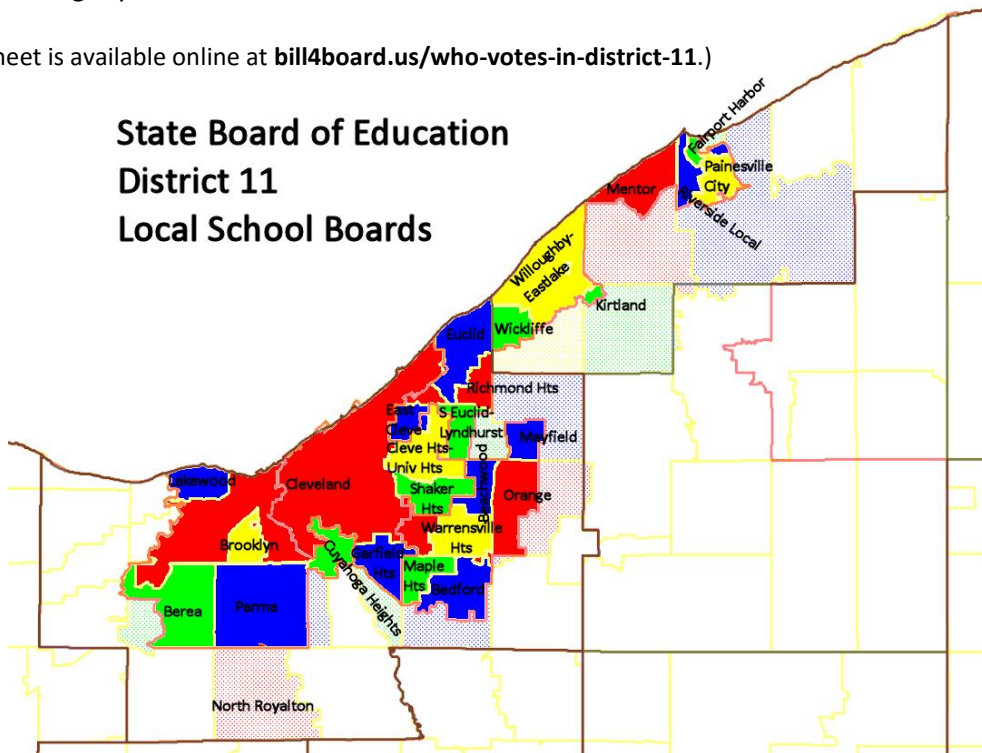 neet is available online at bill4board.us/who-votes-in-district-11.)
State Board of Education
District 11
Local School Boards
Fairport Harbor
Painesville
City
Mentor
Riverside Local
Willoughby-
Eastlake
Kirtland
Wickliffe
Euclid
Richmond Hts
East
Cleve
S Euclid-
Lyndhurst
Mayfield
Cleve Hts-
Univ Hts
Beachwood
Lakewood
Cleveland
Shaker
Hts
Orange
Warrensville
Hts
Brooklyn
Cuyahoga Heights
Garfield
Hts
Maple
Hts
Bedford
Berea
Parma
North Royalton